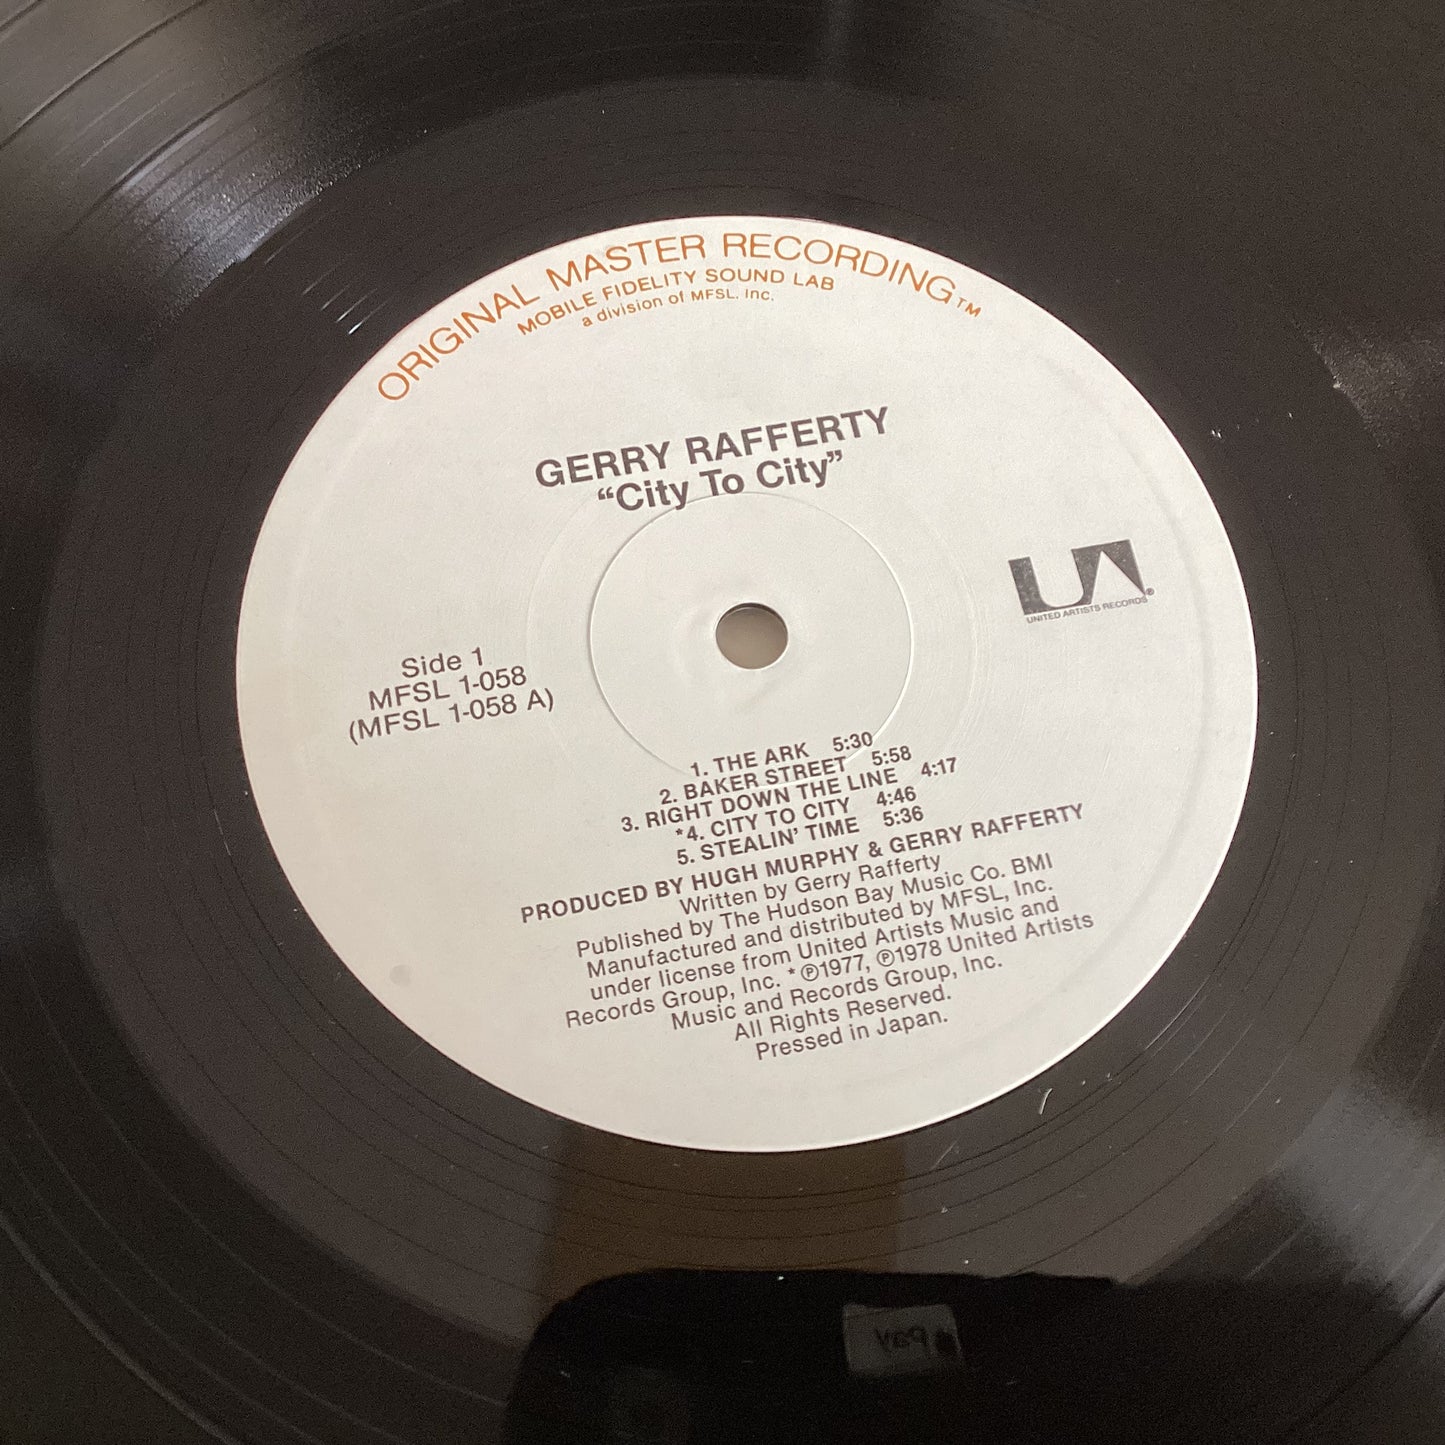 ORIGINAL MASTER RECORDING™
MOBILE FIDELITY SOUND LAB
a division of MFSL, Inc.
GERRY RAFFERTY
“City To City”
UA
UNITED ARTISTS RECORDS®
Side 1
MFSL 1-058
(MFSL 1-058 A)
1. THE ARK 5:30
2. BAKER STREET 5:58
3. RIGHT DOWN THE LINE 4:17
*4. CITY TO CITY 4:46
5. STEALIN’ TIME 5:36
PRODUCED BY HUGH MURPHY & GERRY RAFFERTY
Written by Gerry Rafferty
Published by The Hudson Bay Music Co. BMI
Manufactured and distributed by MFSL, Inc.
under license from United Artists Music and
Records Group, Inc. * ℗1977, ℗1978 United Artists
Music and Records Group, Inc.
All Rights Reserved.
Pressed in Japan.